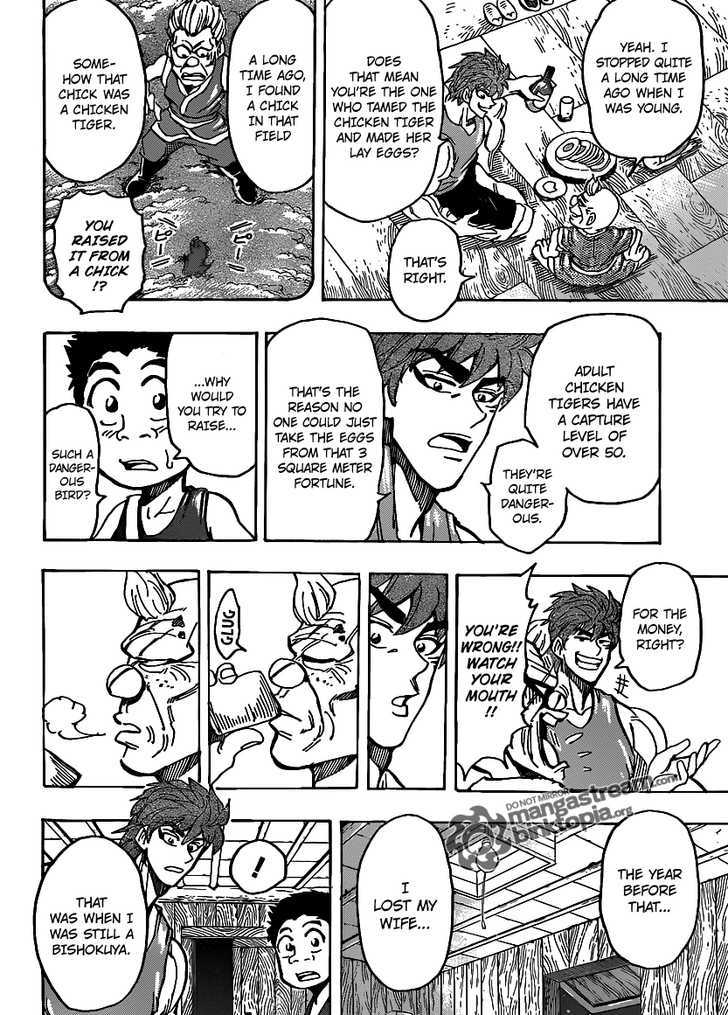 YEAH. I
STOPPED QUITE
A LONG TIME
AGO WHEN I
WAS YOUNG.
DOES
THAT MEAN
YOU'RE THE ONE
WHO TAMED THE
CHICKEN TIGER
AND MADE HER
LAY EGGS?
THAT'S
RIGHT.
A LONG
TIME AGO,
I FOUND
A CHICK
IN THAT
FIELD
SOME-
HOW THAT
CHICK WAS
A CHICKEN
TIGER.
YOU
RAISED
IT FROM
A CHICK
!?
ピー
ピー
ADULT
CHICKEN
TIGERS HAVE
A CAPTURE
LEVEL OF
OVER 50.
THEY'RE
QUITE
DANGER-
OUS.
THAT'S THE
REASON NO
ONE COULD JUST
TAKE THE EGGS
FROM THAT 3
SQUARE METER
FORTUNE.
...WHY
WOULD
YOU TRY TO
RAISE...
SUCH A
DANGER-
OUS
BIRD?
FOR THE
MONEY,
RIGHT?
YOU'RE
WRONG!!
WATCH
YOUR
MOUTH
!!
GLUG
THE YEAR
BEFORE
THAT...
I
LOST MY
WIFE...
!
THAT
WAS WHEN I
WAS STILL A
BISHOKUYA.
DO NOT MIRROR
mangastream.com
binktopia.org